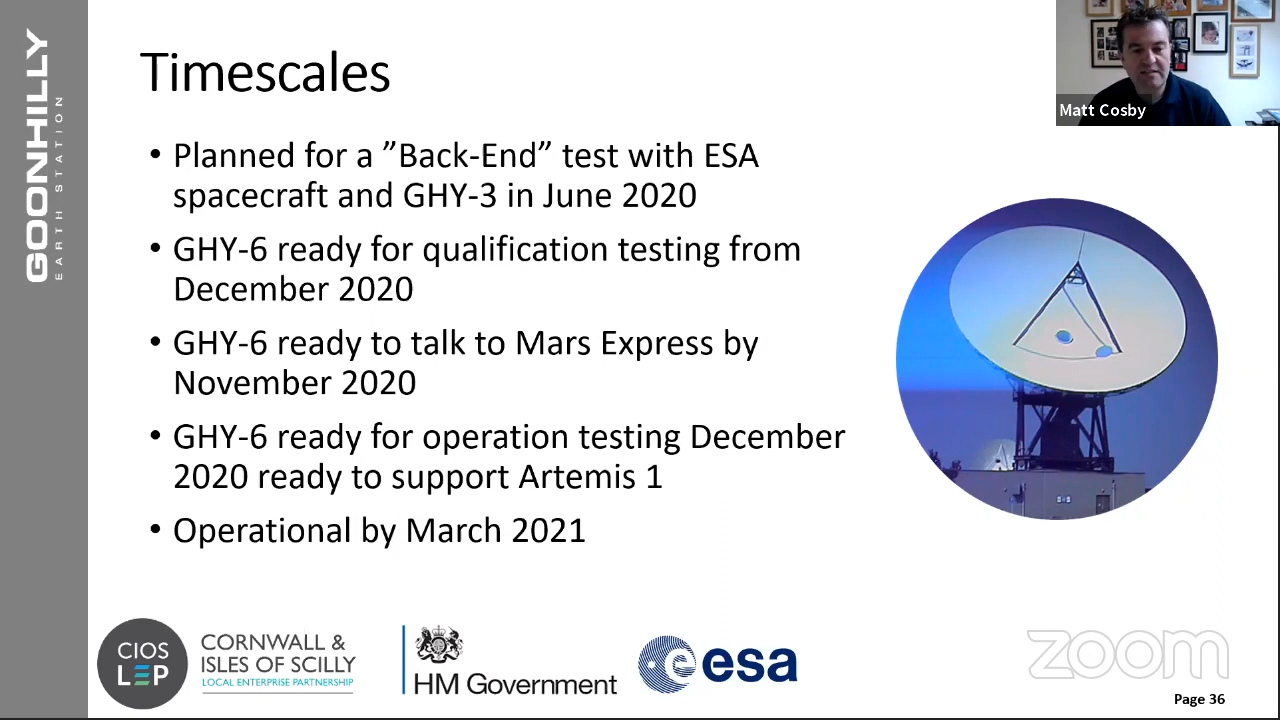 GOONHILLY
EARTH STATION
Timescales
Matt Cosby
• Planned for a ”Back-End” test with ESA
spacecraft and GHY-3 in June 2020
• GHY-6 ready for qualification testing from
December 2020
• GHY-6 ready to talk to Mars Express by
November 2020
• GHY-6 ready for operation testing December
2020 ready to support Artemis 1
• Operational by March 2021
CIOS
LEP
CORNWALL &
ISLES OF SCILLY
LOCAL ENTERPRISE PARTNERSHIP
HM Government
esa
zoom
Page 36